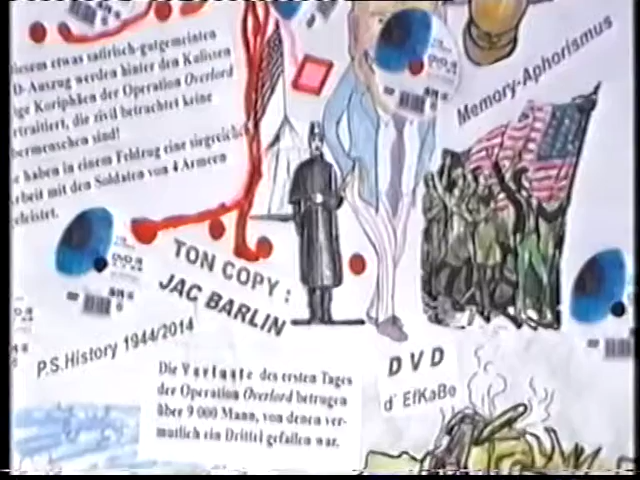 diesem etwas satirisch-gutgemeinten
D-Auszug werden hinter den Kulissen
ige Koriphäen der Operation Overlord
rtraitiert, die zivil betrachtet keine
bermenschen sind!
e haben in einem Feldzug eine siegreiche
rbeit mit den Soldaten von 4 Armeen
eleistet.
Memory-Aphorismus
TON COPY :
JAC BARLIN
P.S.History 1944/2014
Die Verluste des ersten Tages
der Operation Overlord betrugen
über 9 000 Mann, von denen ver-
mutlich ein Drittel gefallen war.
DVD
d' EfKaBe